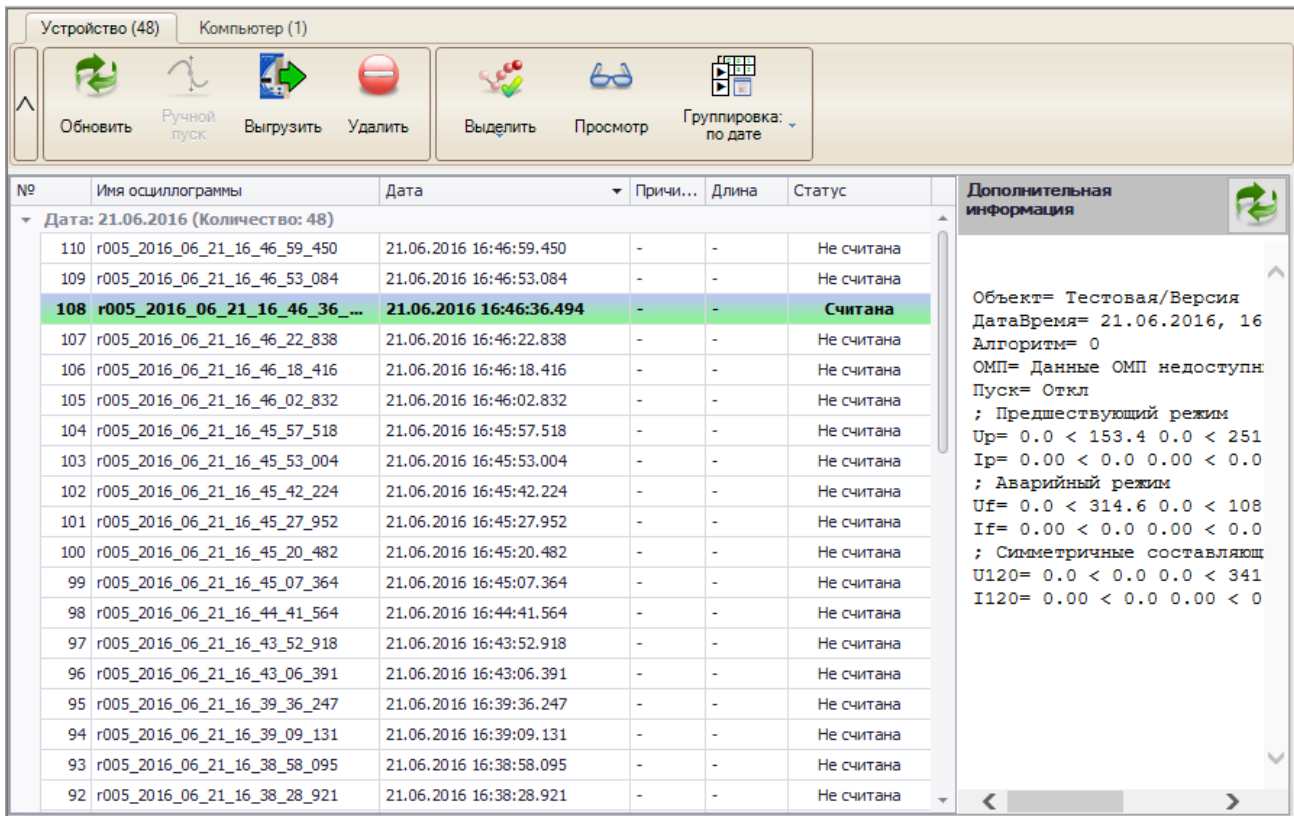 Устройство (48) Компьютер (1)
Обновить Ручной пуск Выгрузить Удалить Выделить Просмотр Группировка: по дате
№ Имя осциллограммы Дата Причи... Длина Статус
Дата: 21.06.2016 (Количество: 48)
110 r005_2016_06_21_16_46_59_450 21.06.2016 16:46:59.450 - - Не считана
109 r005_2016_06_21_16_46_53_084 21.06.2016 16:46:53.084 - - Не считана
108 r005_2016_06_21_16_46_36_... 21.06.2016 16:46:36.494 - - Считана
107 r005_2016_06_21_16_46_22_838 21.06.2016 16:46:22.838 - - Не считана
106 r005_2016_06_21_16_46_18_416 21.06.2016 16:46:18.416 - - Не считана
105 r005_2016_06_21_16_46_02_832 21.06.2016 16:46:02.832 - - Не считана
104 r005_2016_06_21_16_45_57_518 21.06.2016 16:45:57.518 - - Не считана
103 r005_2016_06_21_16_45_53_004 21.06.2016 16:45:53.004 - - Не считана
102 r005_2016_06_21_16_45_42_224 21.06.2016 16:45:42.224 - - Не считана
101 r005_2016_06_21_16_45_27_952 21.06.2016 16:45:27.952 - - Не считана
100 r005_2016_06_21_16_45_20_482 21.06.2016 16:45:20.482 - - Не считана
99 r005_2016_06_21_16_45_07_364 21.06.2016 16:45:07.364 - - Не считана
98 r005_2016_06_21_16_44_41_564 21.06.2016 16:44:41.564 - - Не считана
97 r005_2016_06_21_16_43_52_918 21.06.2016 16:43:52.918 - - Не считана
96 r005_2016_06_21_16_43_06_391 21.06.2016 16:43:06.391 - - Не считана
95 r005_2016_06_21_16_39_36_247 21.06.2016 16:39:36.247 - - Не считана
94 r005_2016_06_21_16_39_09_131 21.06.2016 16:39:09.131 - - Не считана
93 r005_2016_06_21_16_38_58_095 21.06.2016 16:38:58.095 - - Не считана
92 r005_2016_06_21_16_38_28_921 21.06.2016 16:38:28.921 - - Не считана
Дополнительная
информация
Объект= Тестовая/Версия
ДатаВремя= 21.06.2016, 16
Алгоритм= 0
ОМП= Данные ОМП недоступн
Пуск= Откл
; Предшествующий режим
Up= 0.0 < 153.4 0.0 < 251
Ip= 0.00 < 0.0 0.00 < 0.0
; Аварийный режим
Uf= 0.0 < 314.6 0.0 < 108
If= 0.00 < 0.0 0.00 < 0.0
; Симметричные составляющ
U120= 0.0 < 0.0 0.0 < 341
I120= 0.00 < 0.0 0.00 < 0